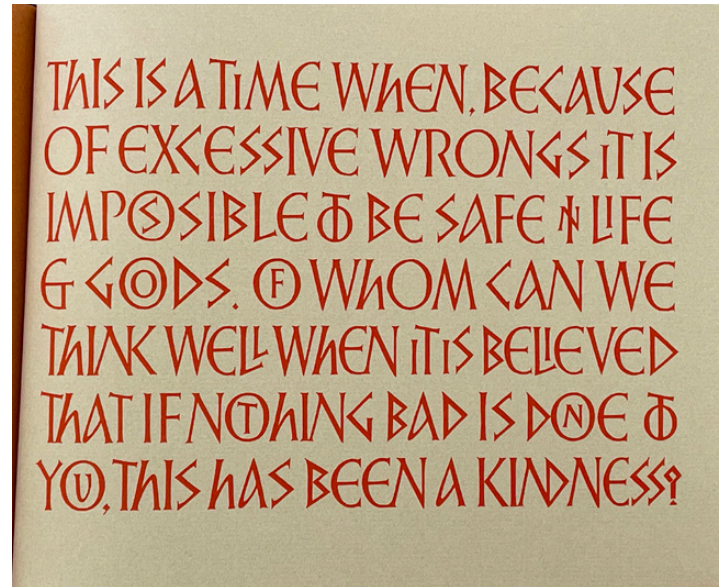 THIS IS A TIME WHEN, BECAUSE
OF EXCESSIVE WRONGS IT IS
IMPOSSIBLE TO BE SAFE IN LIFE
& GOODS. OF WHOM CAN WE
THINK WELL WHEN IT IS BELIEVED
THAT IF NOTHING BAD IS DONE TO
YOU, THIS HAS BEEN A KINDNESS?